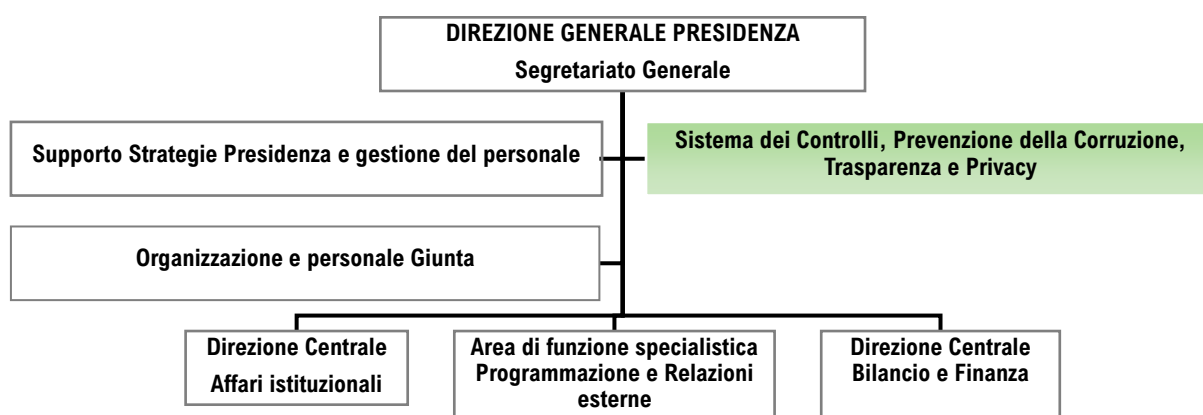 DIREZIONE GENERALE PRESIDENZA
Segretariato Generale
Supporto Strategie Presidenza e gestione del personale
Sistema dei Controlli, Prevenzione della Corruzione,
Trasparenza e Privacy
Organizzazione e personale Giunta
Direzione Centrale
Affari istituzionali
Area di funzione specialistica
Programmazione e Relazioni
esterne
Direzione Centrale
Bilancio e Finanza